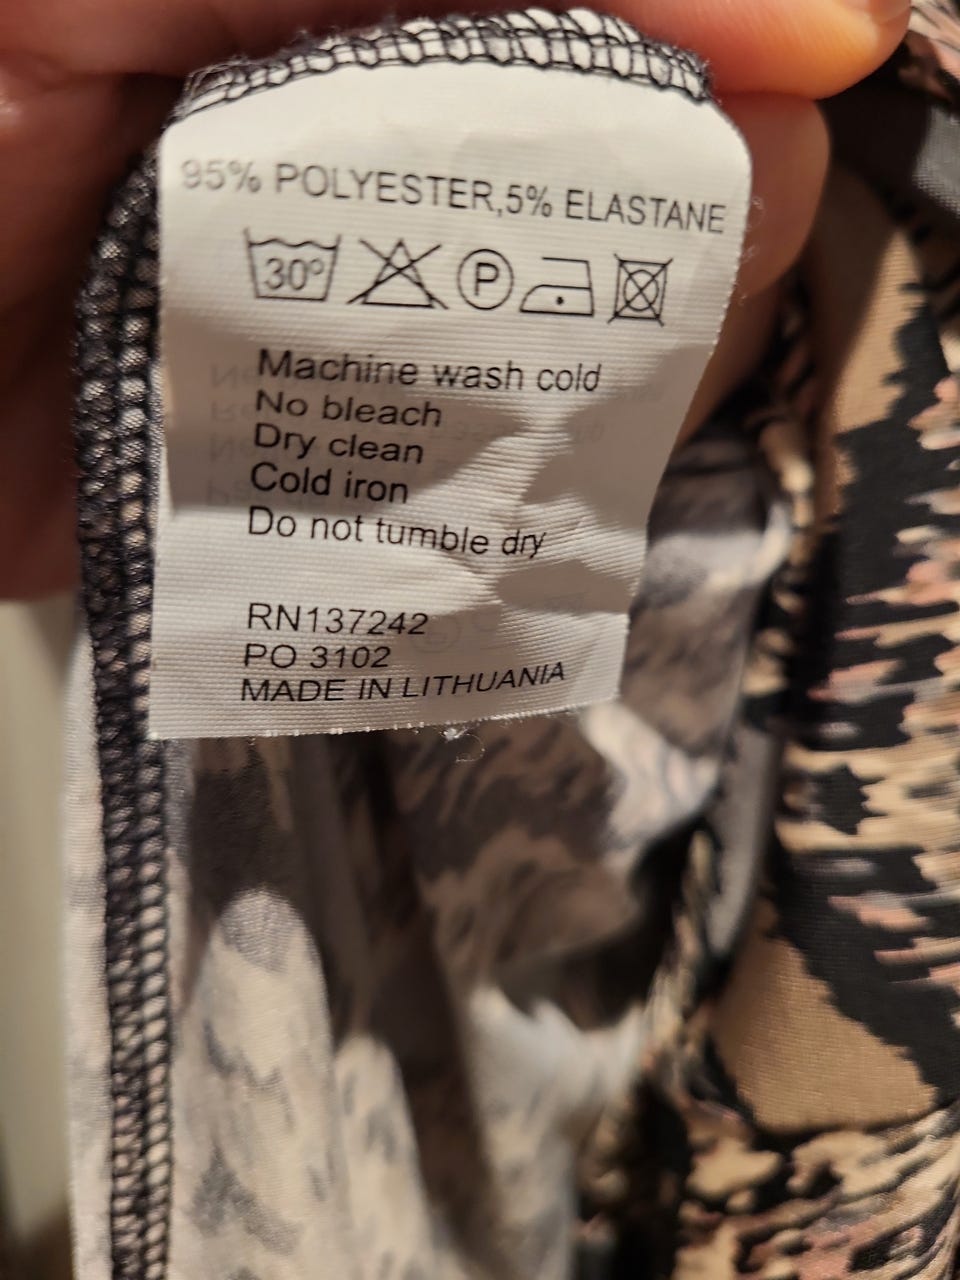 95% POLYESTER,5% ELASTANE
30° P
Machine wash cold
No bleach
Dry clean
Cold iron
Do not tumble dry
RN137242
PO 3102
MADE IN LITHUANIA